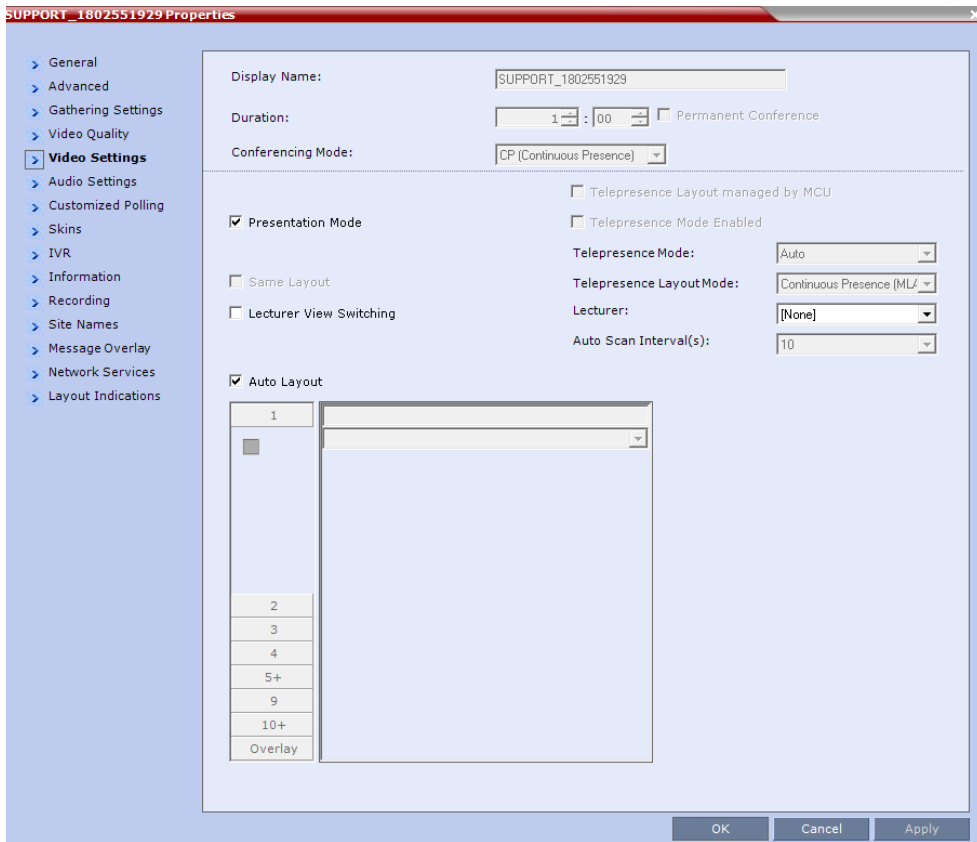 SUPPORT_1802551929 Properties
General
Advanced
Gathering Settings
Video Quality
Video Settings
Audio Settings
Customized Polling
Skins
IVR
Information
Recording
Site Names
Message Overlay
Network Services
Layout Indications
Display Name: SUPPORT_1802551929
Duration: 1 : 00 Permanent Conference
Conferencing Mode: CP (Continuous Presence)
Telepresence Layout managed by MCU
Presentation Mode Telepresence Mode Enabled
Telepresence Mode: Auto
Same Layout Telepresence Layout Mode: Continuous Presence (MLA
Lecturer View Switching Lecturer: [None]
Auto Scan Interval(s): 10
Auto Layout
1
2
3
4
5+
9
10+
Overlay
OK Cancel Apply